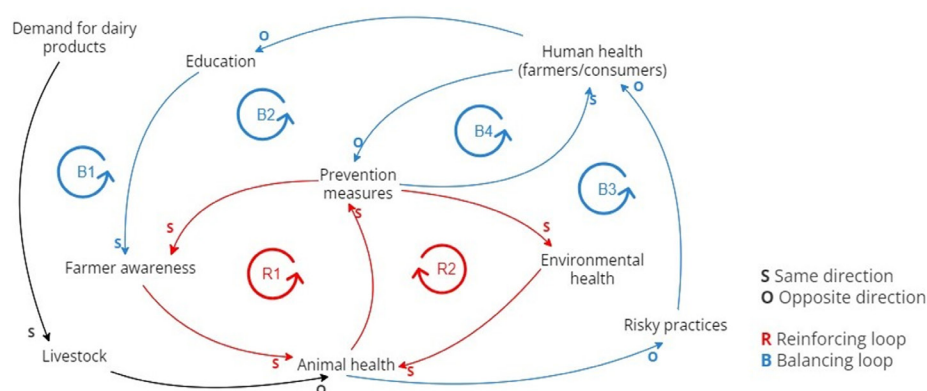 Demand for dairy
products
O
Education
Human health
(farmers/consumers)
O
S
B2
O
B4
B1
Prevention
measures
S
B3
S
S
S
Farmer awareness
R1
R2
Environmental
health
S Same direction
O Opposite direction
Risky practices
S
R Reinforcing loop
Livestock
S
Animal health
S
O
B Balancing loop
O